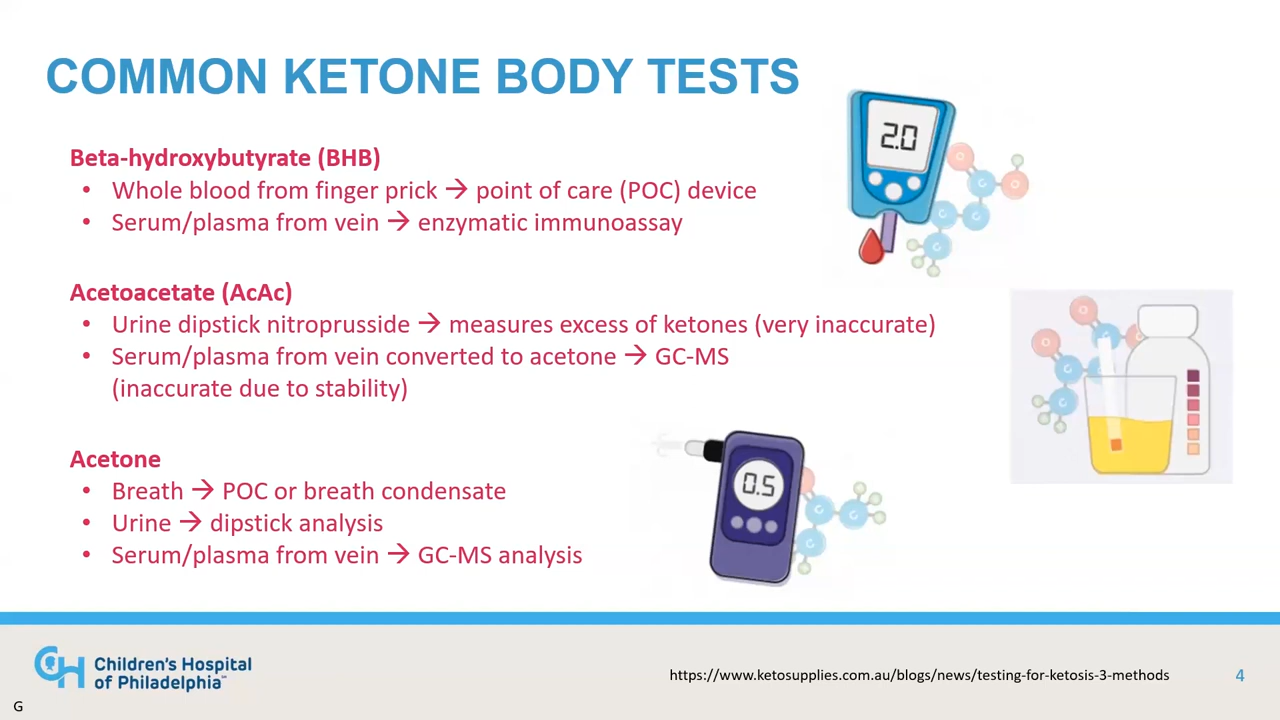 COMMON KETONE BODY TESTS
2.0
Beta-hydroxybutyrate (BHB)
• Whole blood from finger prick → point of care (POC) device
• Serum/plasma from vein → enzymatic immunoassay
Acetoacetate (AcAc)
• Urine dipstick nitroprusside → measures excess of ketones (very inaccurate)
• Serum/plasma from vein converted to acetone → GC-MS
(inaccurate due to stability)
Acetone
0.5
• Breath → POC or breath condensate
• Urine → dipstick analysis
• Serum/plasma from vein → GC-MS analysis
CH Children's Hospital
of Philadelphia℠
https://www.ketosupplies.com.au/blogs/news/testing-for-ketosis-3-methods
4
G